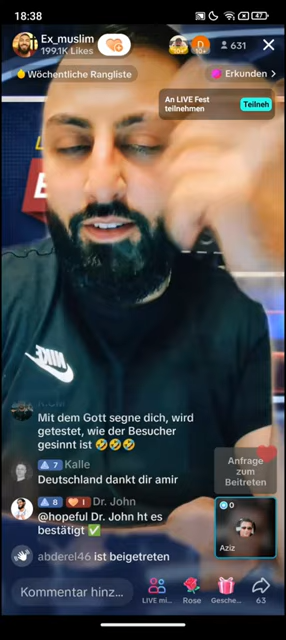 18:38
47
Ex_muslim
199.1K Likes
10+
10+
631
Wöchentliche Rangliste
Erkunden >
An LIVE Fest
teilnehmen
Teilneh
Mit dem Gott segne dich, wird
getestet, wie der Besucher
gesinnt ist 🤣🤣🤣
7 Kalle
Deutschland dankt dir amir
8 I Dr. John
@hopeful Dr. John ht es
bestätigt ✅
abderel46 ist beigetreten
Anfrage
zum
Beitreten
0
Aziz
Kommentar hinz...
LIVE mi...
Rose
Gesche...
63